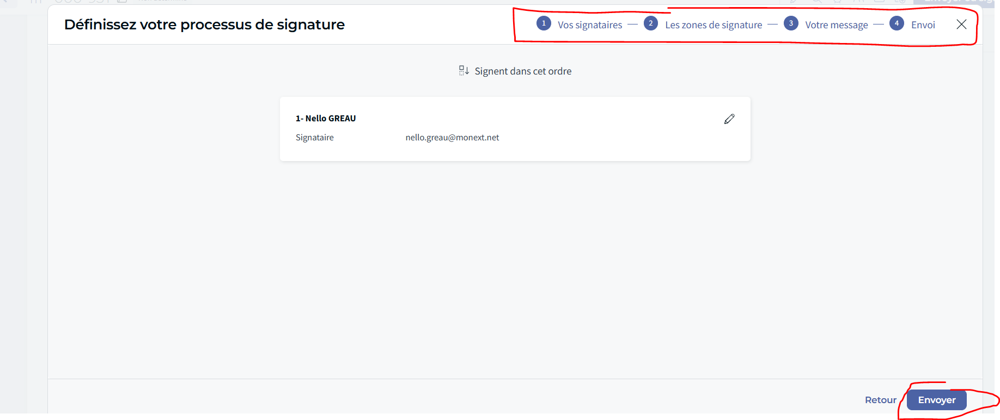 Définissez votre processus de signature
1 Vos signataires — 2 Les zones de signature — 3 Votre message — 4 Envoi
Signent dans cet ordre
1- Nello GREAU
Signataire nello.greau@monext.net
Retour Envoyer